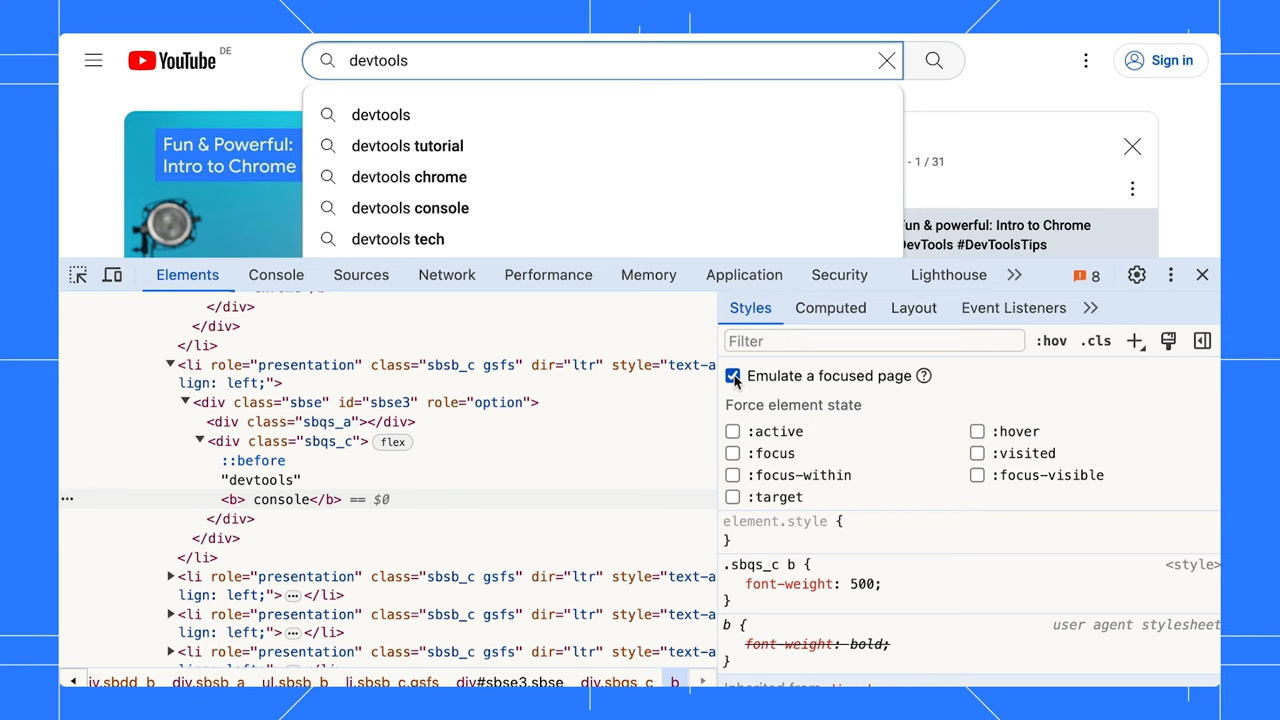 YouTube DE
devtools
Sign in
Fun & Powerful:
Intro to Chrome
devtools
devtools tutorial
devtools chrome
devtools console
devtools tech
- 1 / 31
un & powerful: Intro to Chrome
DevTools #DevToolsTips
Elements Console Sources Network Performance Memory Application Security Lighthouse 8
</div>
</div>
</li>
<li role="presentation" class="sbsb_c gsfs" dir="ltr" style="text-a
lign: left;">
<div class="sbse" id="sbse3" role="option">
<div class="sbqs_a"></div>
<div class="sbqs_c"> flex
::before
"devtools"
... <b> console</b> == $0
</div>
</div>
</li>
<li role="presentation" class="sbsb_c gsfs" dir="ltr" style="text-a
lign: left;"> ... </li>
<li role="presentation" class="sbsb_c gsfs" dir="ltr" style="text-a
lign: left;"> ... </li>
<li role="presentation" class="sbsb_c gsfs" dir="ltr" style="text-a
iv.sbdd_b div.sbsb_a ul.sbsb_b li.sbsb_c.gsfs div#sbse3.sbse div.sbqs_c b
Styles Computed Layout Event Listeners
Filter :hov .cls
Emulate a focused page
Force element state
:active :hover
:focus :visited
:focus-within :focus-visible
:target
element.style {
}
.sbqs_c b { <style>
font-weight: 500;
}
b { user agent stylesheet
font-weight: bold;
}
Inherited from